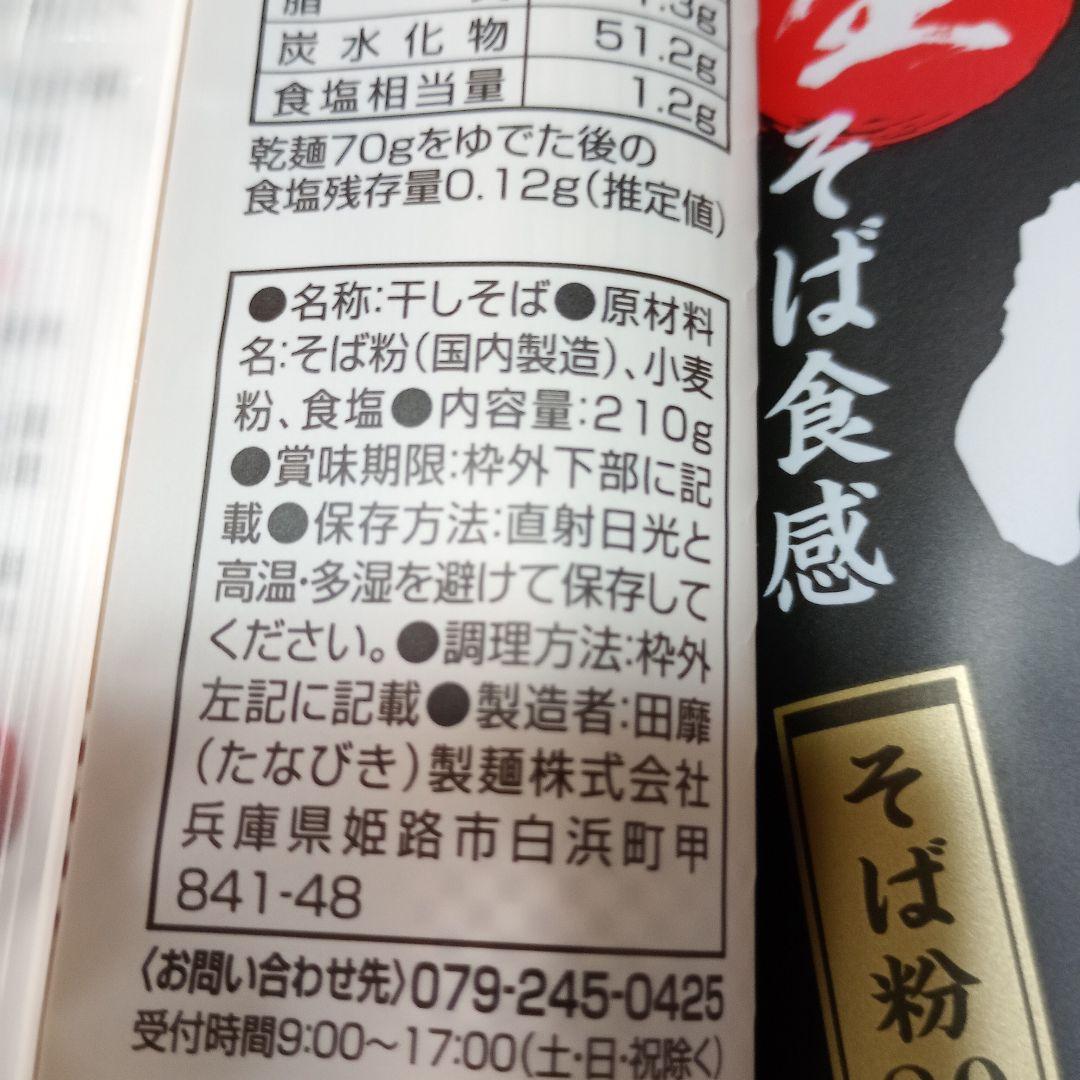 1.3g
炭水化物 51.2g
食塩相当量 1.2g
乾麺70gをゆでた後の
食塩残存量0.12g(推定値)
●名称:干しそば●原材料
名:そば粉(国内製造)、小麦
粉、食塩●内容量:210g
●賞味期限:枠外下部に記
載●保存方法:直射日光と
高温・多湿を避けて保存して
ください。●調理方法:枠外
左記に記載●製造者:田靡
(たなびき)製麺株式会社
兵庫県姫路市白浜町甲
841-48
〈お問い合わせ先〉079-245-0425
受付時間9:00〜17:00(土・日・祝除く)
そば食感
そば粉